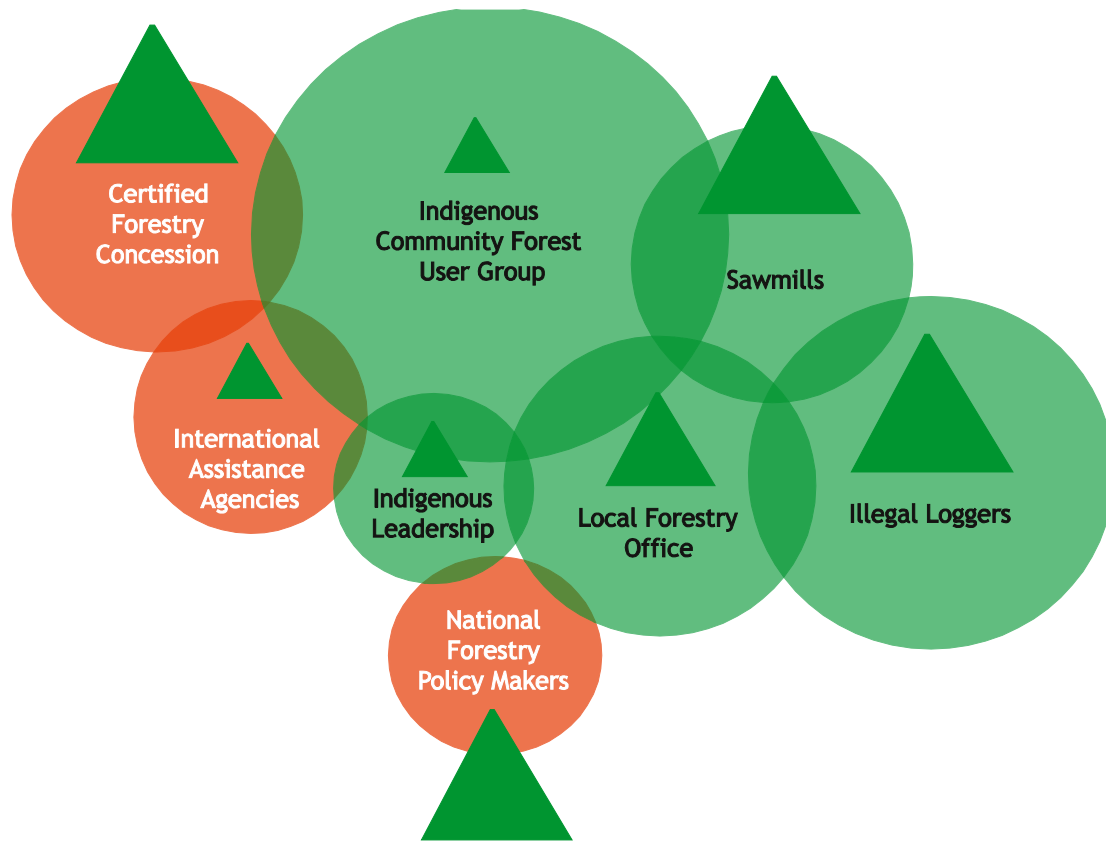 Certified
Forestry
Concession
Indigenous
Community Forest
User Group
Sawmills
International
Assistance
Agencies
Indigenous
Leadership
Local Forestry
Office
Illegal Loggers
National
Forestry
Policy Makers